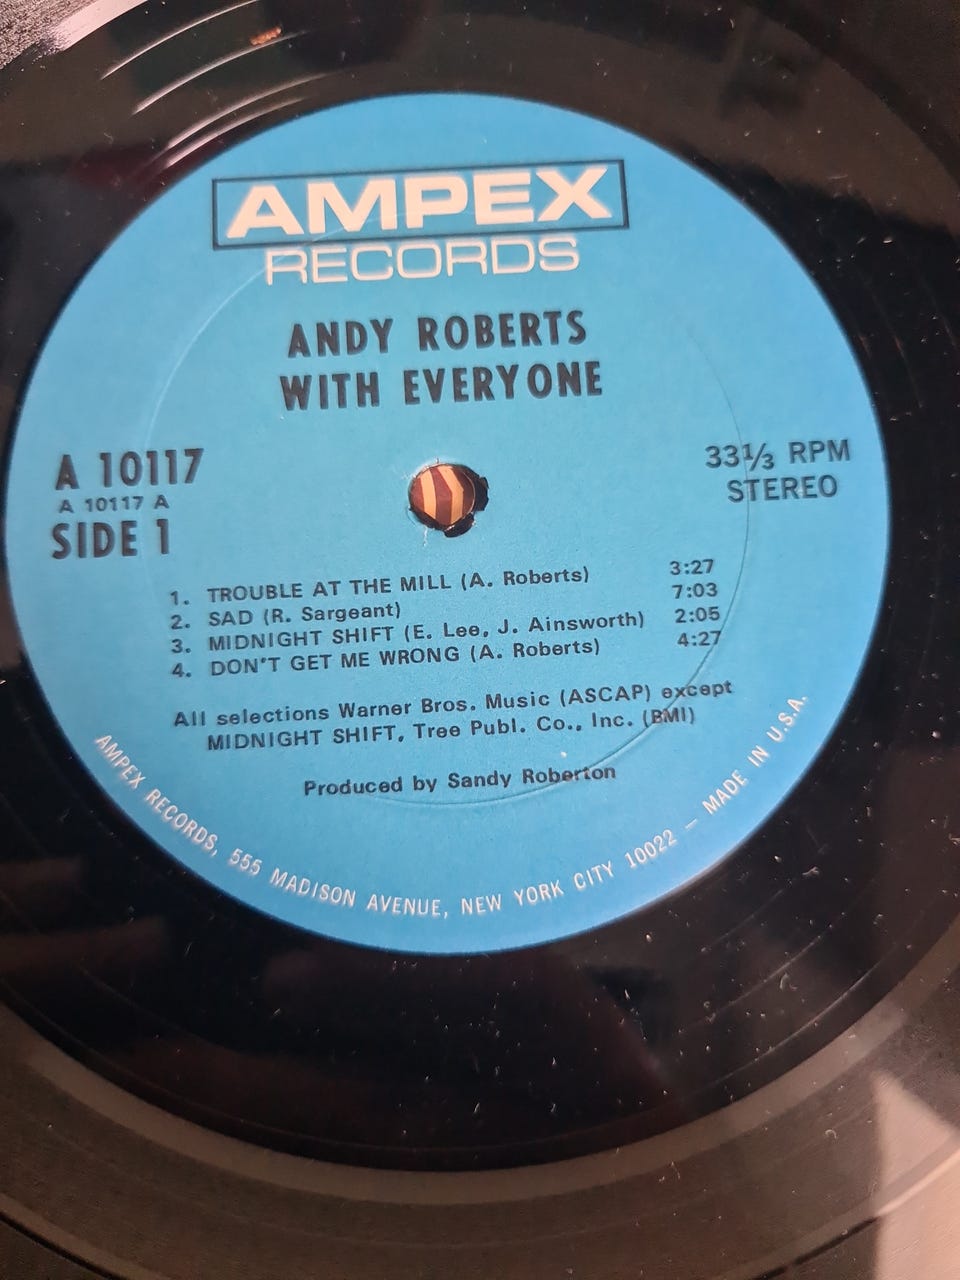 AMPEX
RECORDS
ANDY ROBERTS
WITH EVERYONE
A 10117
A 10117 A
SIDE 1
33 1/3 RPM
STEREO
1. TROUBLE AT THE MILL (A. Roberts) 3:27
2. SAD (R. Sargeant) 7:03
3. MIDNIGHT SHIFT (E. Lee, J. Ainsworth) 2:05
4. DON'T GET ME WRONG (A. Roberts) 4:27
All selections Warner Bros. Music (ASCAP) except
MIDNIGHT SHIFT, Tree Publ. Co., Inc. (BMI)
Produced by Sandy Roberton
AMPEX RECORDS, 555 MADISON AVENUE, NEW YORK CITY 10022 — MADE IN U.S.A.